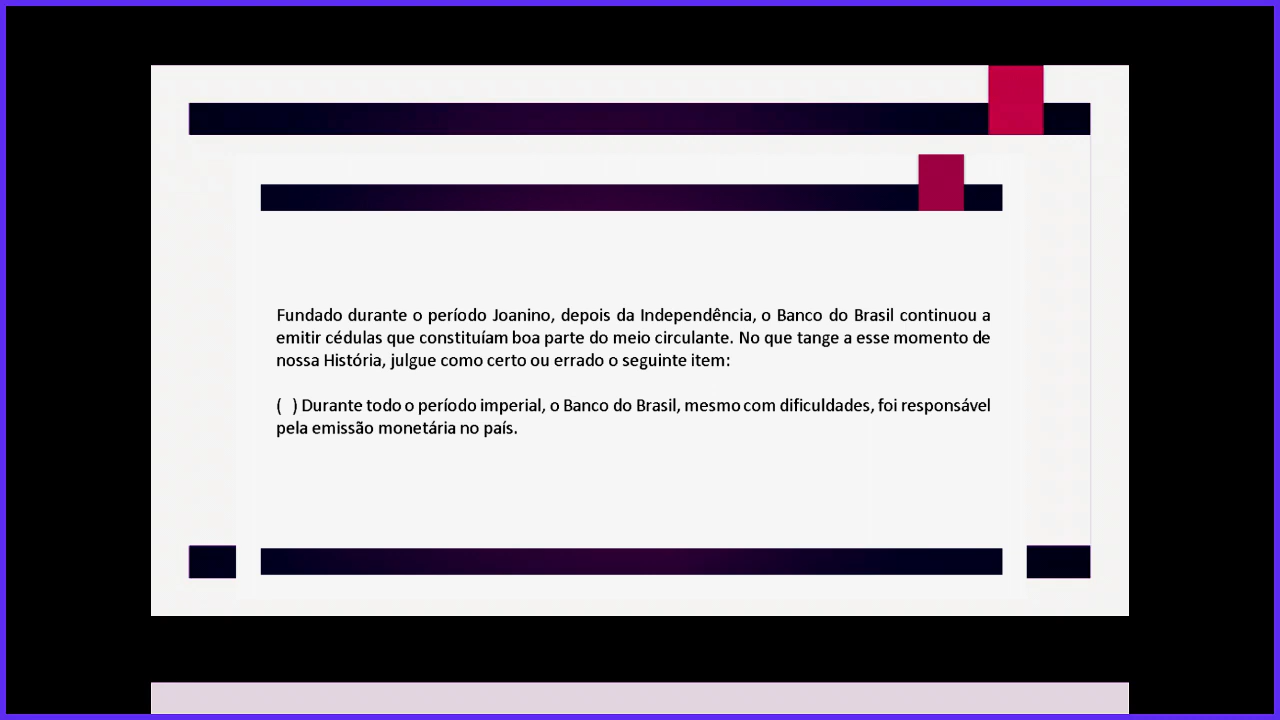 Fundado durante o período Joanino, depois da Independência, o Banco do Brasil continuou a
emitir cédulas que constituíam boa parte do meio circulante. No que tange a esse momento de
nossa História, julgue como certo ou errado o seguinte item:
( ) Durante todo o período imperial, o Banco do Brasil, mesmo com dificuldades, foi responsável
pela emissão monetária no país.